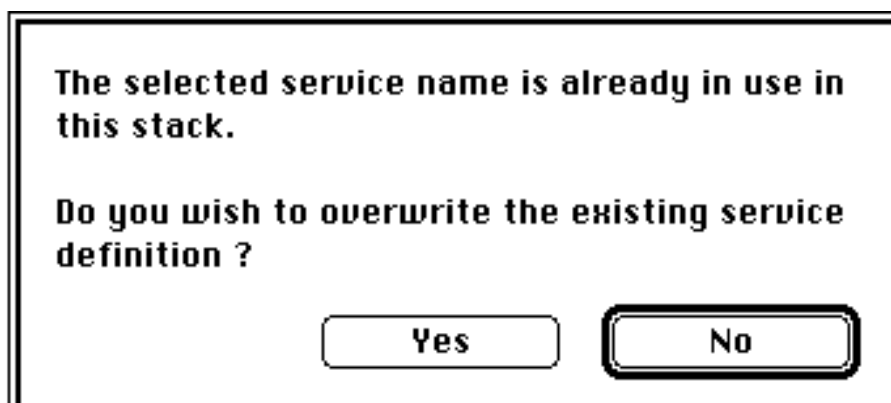 The selected service name is already in use in
this stack.
Do you wish to overwrite the existing service
definition ?
Yes
No